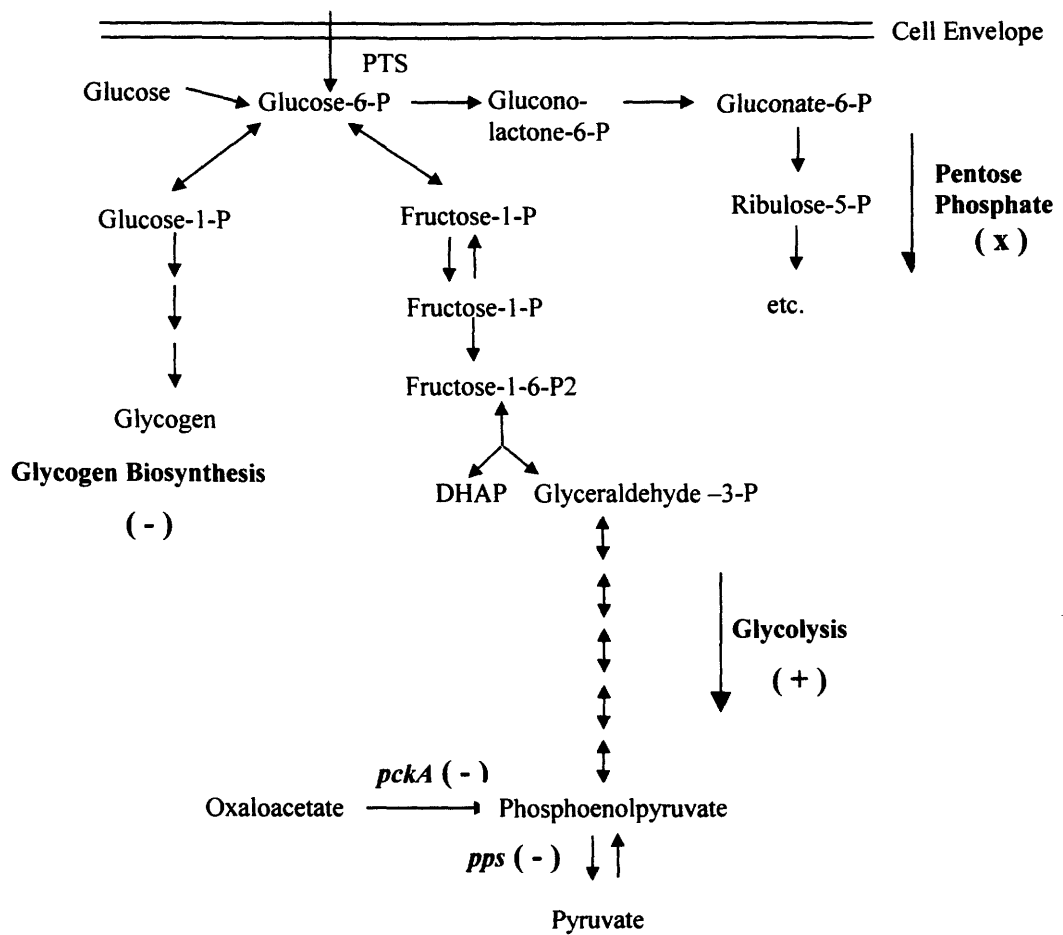 Cell Envelope
PTS
Glucose
Glucose-6-P
Glucono-
lactone-6-P
Gluconate-6-P
Pentose
Phosphate
( x )
Glucose-1-P
Fructose-1-P
Ribulose-5-P
Fructose-1-P
etc.
Fructose-1-6-P2
Glycogen
Glycogen Biosynthesis
( - )
DHAP
Glyceraldehyde –3-P
Glycolysis
( + )
pckA ( - )
Oxaloacetate
Phosphoenolpyruvate
pps ( - )
Pyruvate